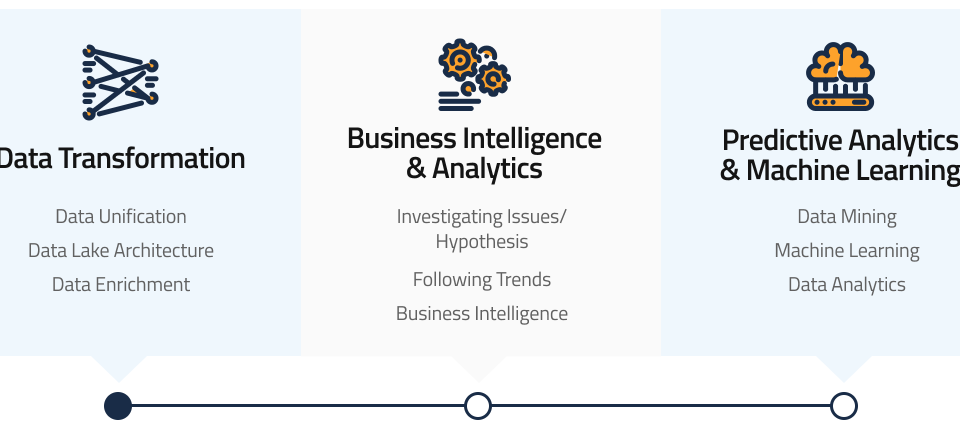 Data Transformation
Data Unification
Data Lake Architecture
Data Enrichment
Business Intelligence
& Analytics
Investigating Issues/
Hypothesis
Following Trends
Business Intelligence
Predictive Analytics
& Machine Learning
Data Mining
Machine Learning
Data Analytics